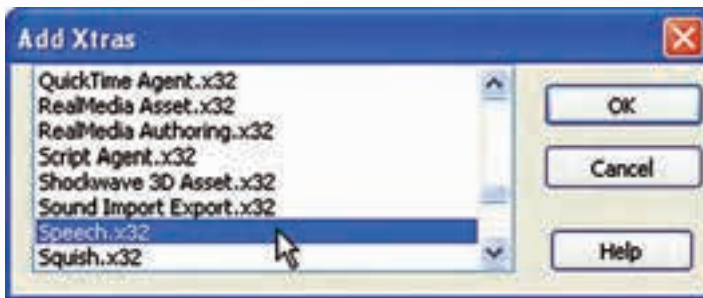 Add Xtras
QuickTime Agent.x32
RealMedia Asset.x32
RealMedia Authoring.x32
Script Agent.x32
Shockwave 3D Asset.x32
Sound Import Export.x32
Speech.x32
Squish.x32
OK
Cancel
Help